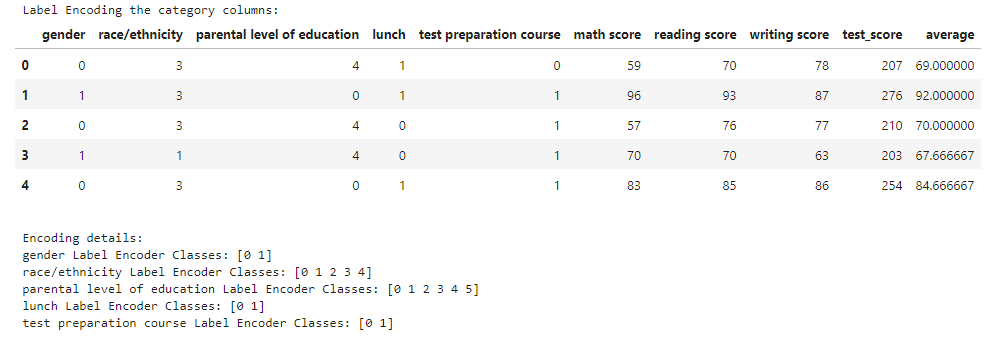 Label Encoding the category columns:
gender race/ethnicity parental level of education lunch test preparation course math score reading score writing score test_score average
0 0 3 4 1 0 59 70 78 207 69.000000
1 1 3 0 1 1 96 93 87 276 92.000000
2 0 3 4 0 1 57 76 77 210 70.000000
3 1 1 4 0 1 70 70 63 203 67.666667
4 0 3 0 1 1 83 85 86 254 84.666667
Encoding details:
gender Label Encoder Classes: [0 1]
race/ethnicity Label Encoder Classes: [0 1 2 3 4]
parental level of education Label Encoder Classes: [0 1 2 3 4 5]
lunch Label Encoder Classes: [0 1]
test preparation course Label Encoder Classes: [0 1]